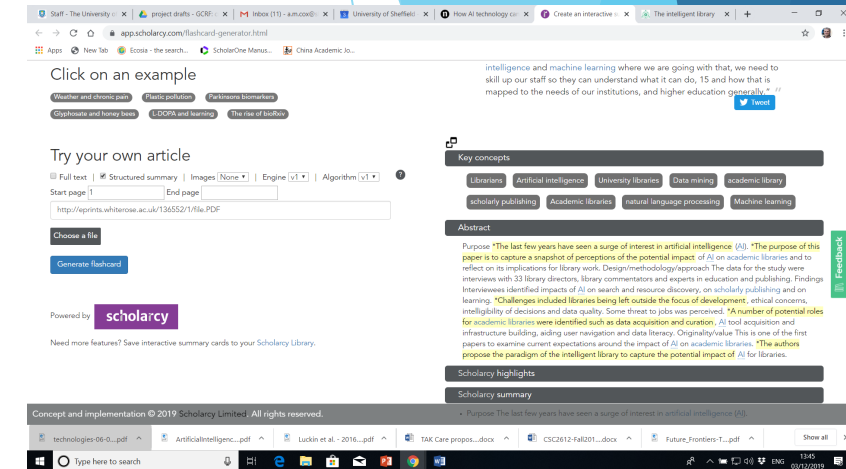 Staff - The University o
project drafts - GCRF: c
Inbox (11) - a.m.cox@s
University of Sheffield
How AI technology ca
Create an interactive s
The intelligent library
app.scholarcy.com/flashcard-generator.html
Apps
New Tab
Ecosia - the search...
ScholarOne Manus...
China Academic Jo...
Click on an example
Weather and chronic pain
Plastic pollution
Parkinsons biomarkers
Glyphosate and honey bees
L-DOPA and learning
The rise of bioRxiv
Try your own article
Full text | Structured summary | Images None | Engine v1 | Algorithm v1 ?
Start page 1 End page
http://eprints.whiterose.ac.uk/136552/1/file.PDF
Choose a file
Generate flashcard
Powered by scholarcy
Need more features? Save interactive summary cards to your Scholarcy Library.
intelligence and machine learning where we are going with that, we need to
skill up our staff so they can understand what it can do, 15 and how that is
mapped to the needs of our institutions, and higher education generally."
Tweet
Key concepts
Librarians
Artificial intelligence
University libraries
Data mining
academic library
scholarly publishing
Academic libraries
natural language processing
Machine learning
Abstract
Purpose *The last few years have seen a surge of interest in artificial intelligence (AI). *The purpose of this
paper is to capture a snapshot of perceptions of the potential impact of AI on academic libraries and to
reflect on its implications for library work. Design/methodology/approach The data for the study were
interviews with 33 library directors, library commentators and experts in education and publishing. Findings
Interviewees identified impacts of AI on search and resource discovery, on scholarly publishing and on
learning. *Challenges included libraries being left outside the focus of development, ethical concerns,
intelligibility of decisions and data quality. Some threat to jobs was perceived. *A number of potential roles
for academic libraries were identified such as data acquisition and curation, AI tool acquisition and
infrastructure building, aiding user navigation and data literacy. Originality/value This is one of the first
papers to examine current expectations around the impact of AI on academic libraries. *The authors
propose the paradigm of the intelligent library to capture the potential impact of AI for libraries.
Scholarcy highlights
Scholarcy summary
• Purpose The last few years have seen a surge of interest in artificial intelligence (AI).
Feedback
Concept and implementation © 2019 Scholarcy Limited. All rights reserved.
technologies-06-0....pdf
ArtificialIntelligenc....pdf
Luckin et al. - 2016....pdf
TAK Care propos....docx
CSC2612-Fall201....docx
Future_Frontiers-T....pdf
Show all
Type here to search
ENG
13:45
03/12/2019